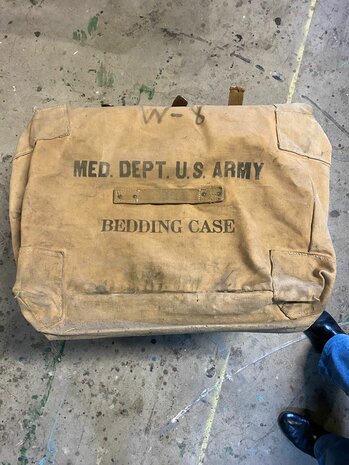 W-8
MED. DEPT. U.S. ARMY
BEDDING CASE